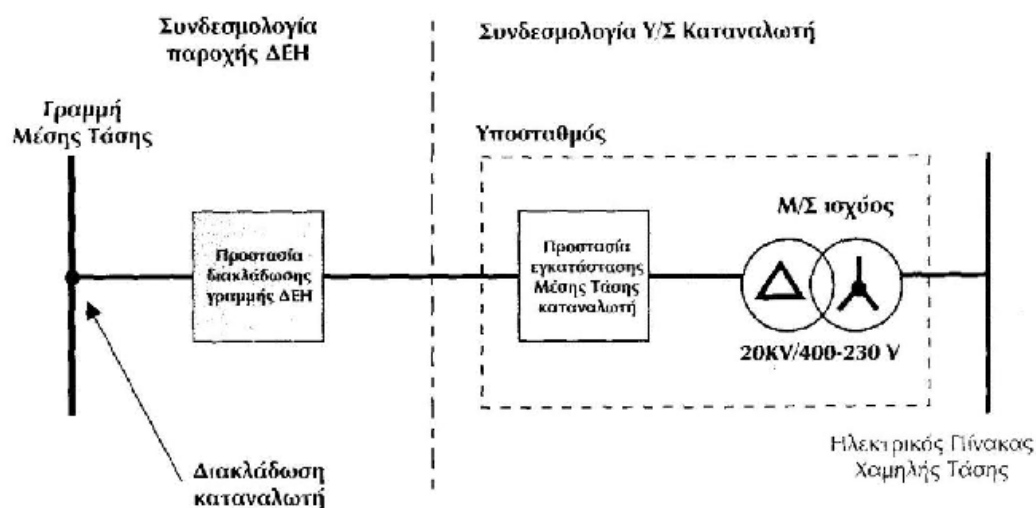 Συνδεσμολογία
παροχής ΔΕΗ
Συνδεσμολογία Υ/Σ Καταναλωτή
Γραμμή
Μέσης Τάσης
Υποσταθμός
Μ/Σ ισχύος
Προστασία
διακλάδωσης
γραμμής ΔΕΗ
Προστασία
εγκατάστασης
Μέσης Τάσης
καταναλωτή
20KV/400-230 V
Διακλάδωση
καταναλωτή
Ηλεκτρικός Πίνακας
Χαμηλής Τάσης